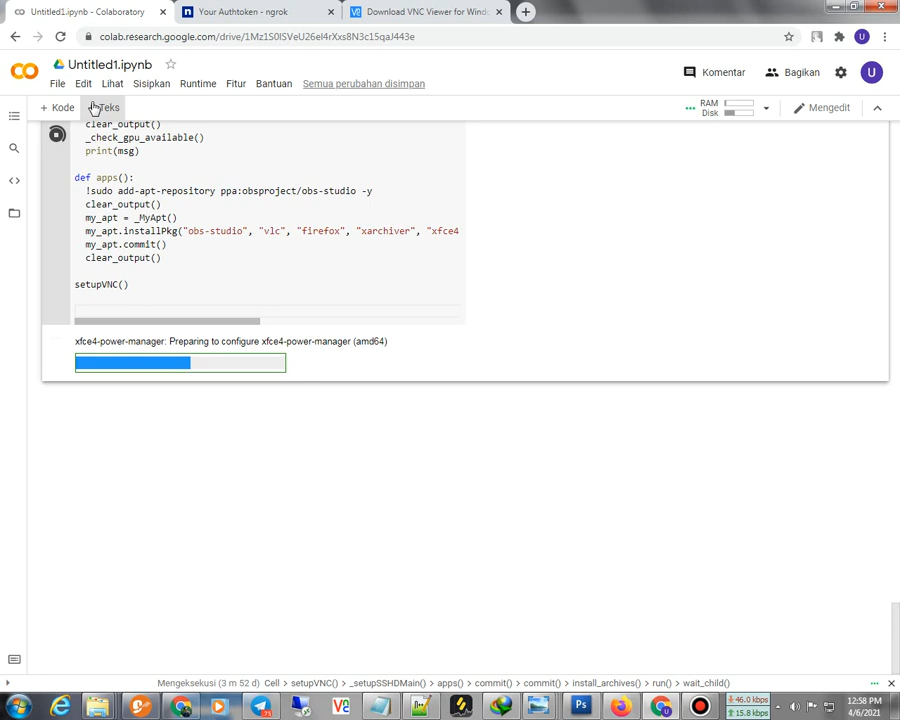 Untitled1.ipynb - Colaboratory
Your Authtoken - ngrok
Download VNC Viewer for Windo
colab.research.google.com/drive/1Mz1S0lSVeU26eI4rXxs8N3c15qaJ443e
Untitled1.ipynb
Komentar
Bagikan
U
File Edit Lihat Sisipkan Runtime Fitur Bantuan Semua perubahan disimpan
+ Kode
Teks
RAM
Disk
Mengedit
clear_output()
_check_gpu_available()
print(msg)
def apps():
!sudo add-apt-repository ppa:obsproject/obs-studio -y
clear_output()
my_apt = _MyApt()
my_apt.installPkg("obs-studio", "vlc", "firefox", "xarchiver", "xfce4
my_apt.commit()
clear_output()
setupVNC()
xfce4-power-manager: Preparing to configure xfce4-power-manager (amd64)
Mengeksekusi (3 m 52 d) Cell > setupVNC() > _setupSSHDMain() > apps() > commit() > commit() > install_archives() > run() > wait_child()
46.0 kbps
15.8 kbps
12:58 PM
4/6/2021